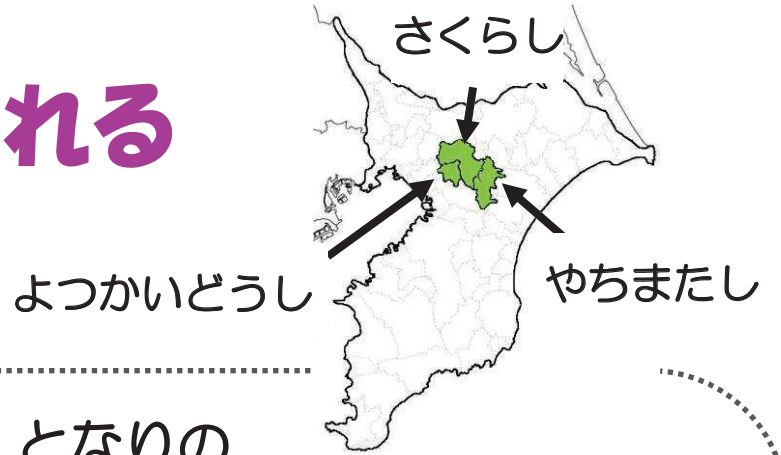 さくらし
れる
よつかいどうし
やちまたし
となりの